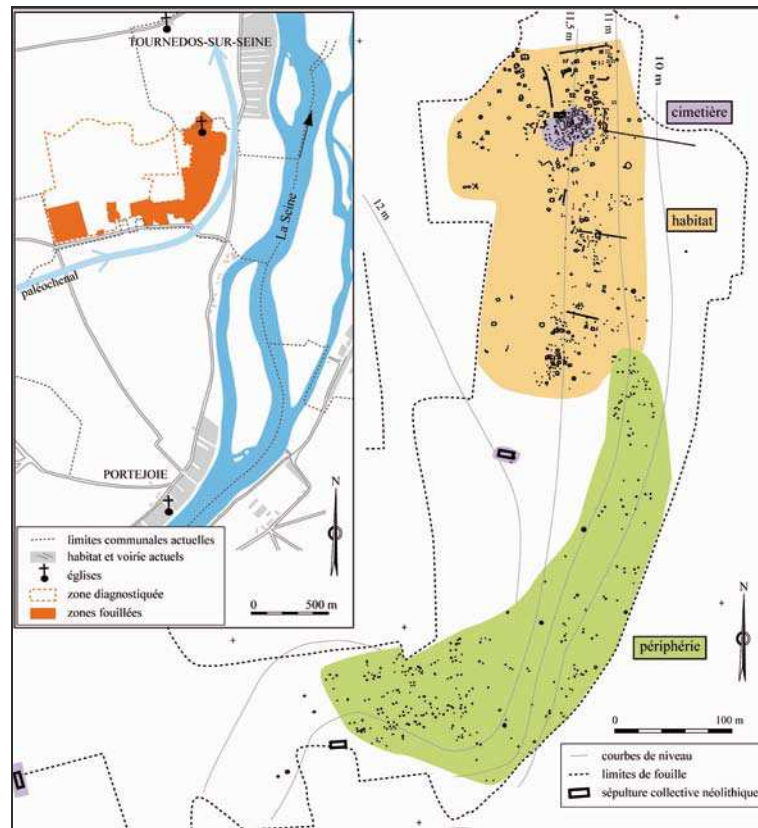 TOURNEDOS-SUR-SEINE
La Seine
paléochenal
PORTEJOIE
N
limites communales actuelles
habitat et voirie actuels
églises
zone diagnostiquée
zones fouillées
0 500 m
11,5 m
11 m
10 m
12 m
cimetière
habitat
périphérie
N
0 100 m
courbes de niveau
limites de fouille
sépulture collective néolithique